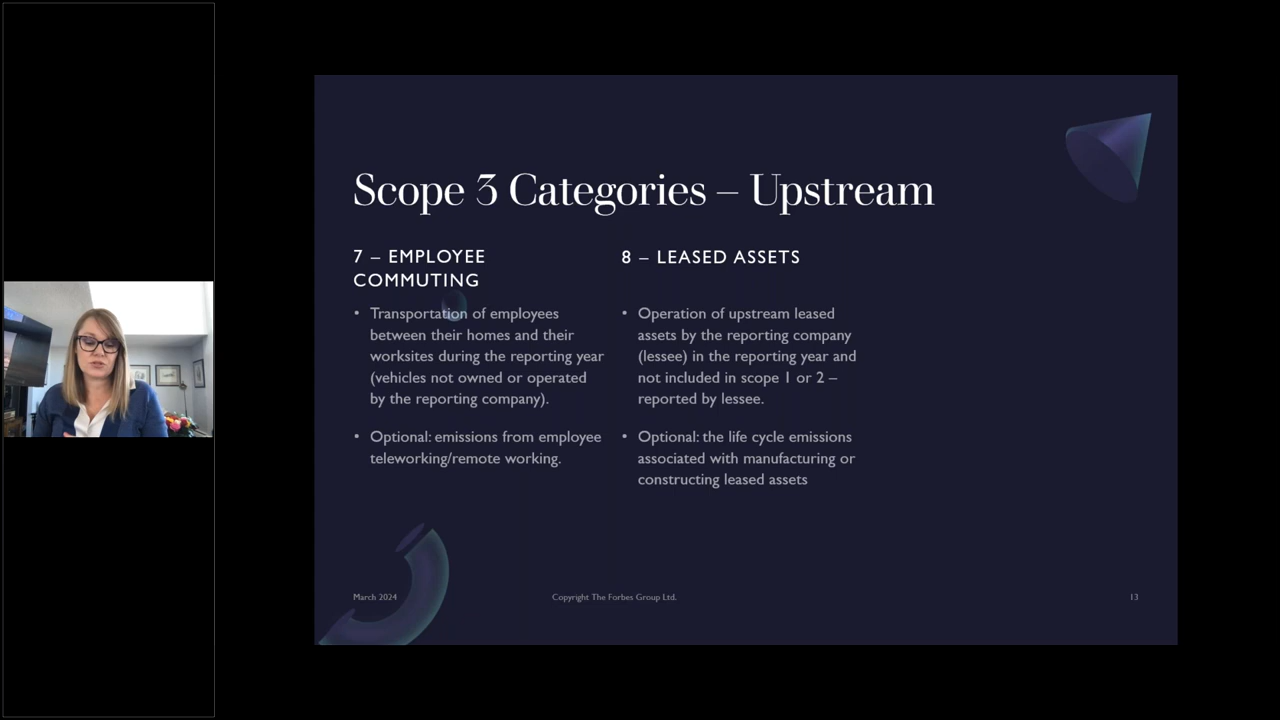 Scope 3 Categories – Upstream
7 – EMPLOYEE
COMMUTING
• Transportation of employees
between their homes and their
worksites during the reporting year
(vehicles not owned or operated
by the reporting company).
• Optional: emissions from employee
teleworking/remote working.
8 – LEASED ASSETS
• Operation of upstream leased
assets by the reporting company
(lessee) in the reporting year and
not included in scope 1 or 2 –
reported by lessee.
• Optional: the life cycle emissions
associated with manufacturing or
constructing leased assets
March 2024
Copyright The Forbes Group Ltd.
13